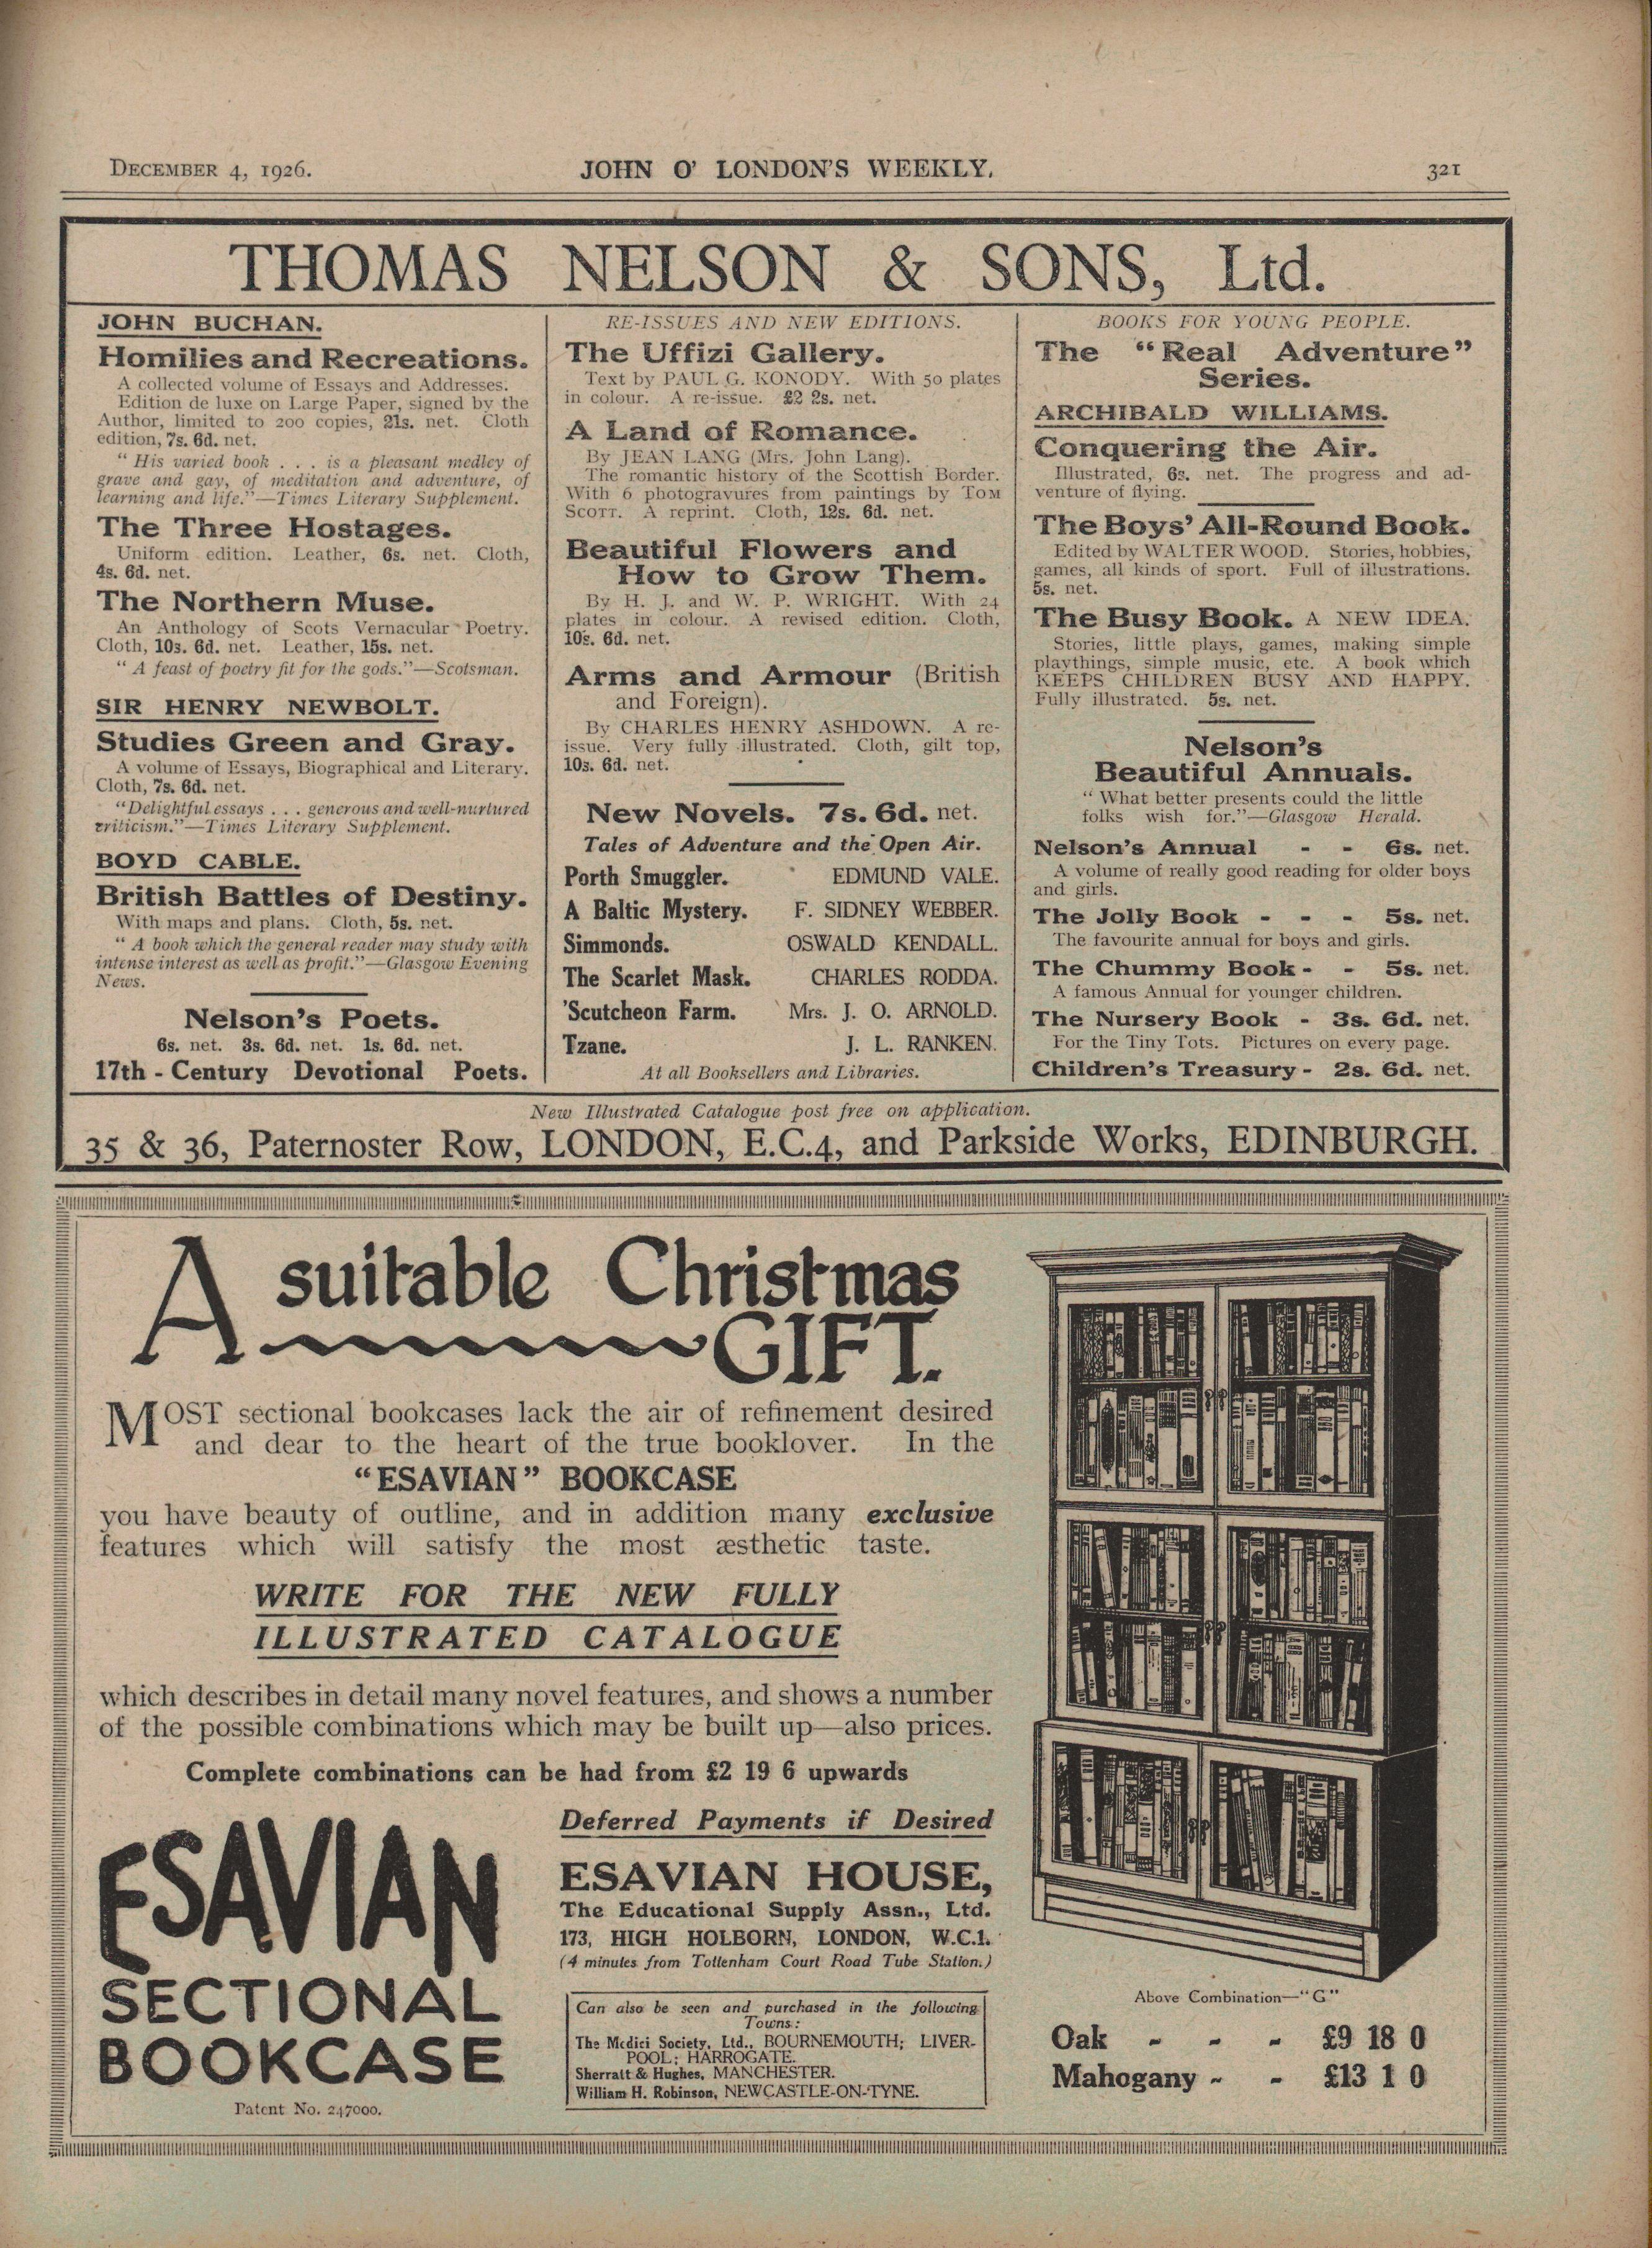 DECEMBER 4, 1926.
JOHN O' LONDON'S WEEKLY.
321
THOMAS NELSON & SONS, Ltd.
JOHN BUCHAN.
Homilies and Recreations.
A collected volume of Essays and Addresses.
Edition de luxe on Large Paper, signed by the
Author, limited to 200 copies, 21s. net. Cloth
edition, 7s. 6d. net.
“ His varied book . . . is a pleasant medley of
grave and gay, of meditation and adventure, of
learning and life.”—Times Literary Supplement.
The Three Hostages.
Uniform edition. Leather, 6s. net. Cloth,
4s. 6d. net.
The Northern Muse.
An Anthology of Scots Vernacular Poetry.
Cloth, 10s. 6d. net. Leather, 15s. net.
“ A feast of poetry fit for the gods.”—Scotsman.
SIR HENRY NEWBOLT.
Studies Green and Gray.
A volume of Essays, Biographical and Literary.
Cloth, 7s. 6d. net.
“Delightful essays . . . generous and well-nurtured
criticism.”—Times Literary Supplement.
BOYD CABLE.
British Battles of Destiny.
With maps and plans. Cloth, 5s. net.
“ A book which the general reader may study with
intense interest as well as profit.”—Glasgow Evening
News.
Nelson's Poets.
6s. net. 3s. 6d. net. 1s. 6d. net.
17th - Century Devotional Poets.
RE-ISSUES AND NEW EDITIONS.
The Uffizi Gallery.
Text by PAUL G. KONODY. With 50 plates
in colour. A re-issue. £2 2s. net.
A Land of Romance.
By JEAN LANG (Mrs. John Lang).
The romantic history of the Scottish Border.
With 6 photogravures from paintings by TOM
SCOTT. A reprint. Cloth, 12s. 6d. net.
Beautiful Flowers and
How to Grow Them.
By H. J. and W. P. WRIGHT. With 24
plates in colour. A revised edition. Cloth,
10s. 6d. net.
Arms and Armour (British
and Foreign).
By CHARLES HENRY ASHDOWN. A re-
issue. Very fully illustrated. Cloth, gilt top,
10s. 6d. net.
New Novels. 7s. 6d. net.
Tales of Adventure and the Open Air.
Porth Smuggler. EDMUND VALE.
A Baltic Mystery. F. SIDNEY WEBBER.
Simmonds. OSWALD KENDALL.
The Scarlet Mask. CHARLES RODDA.
'Scutcheon Farm. Mrs. J. O. ARNOLD.
Tzane. J. L. RANKEN.
At all Booksellers and Libraries.
BOOKS FOR YOUNG PEOPLE.
The “Real Adventure”
Series.
ARCHIBALD WILLIAMS.
Conquering the Air.
Illustrated, 6s. net. The progress and ad-
venture of flying.
The Boys' All-Round Book.
Edited by WALTER WOOD. Stories, hobbies,
games, all kinds of sport. Full of illustrations.
5s. net.
The Busy Book. A NEW IDEA.
Stories, little plays, games, making simple
playthings, simple music, etc. A book which
KEEPS CHILDREN BUSY AND HAPPY.
Fully illustrated. 5s. net.
Nelson's
Beautiful Annuals.
“ What better presents could the little
folks wish for.”—Glasgow Herald.
Nelson's Annual - - 6s. net.
A volume of really good reading for older boys
and girls.
The Jolly Book - - - 5s. net.
The favourite annual for boys and girls.
The Chummy Book - - 5s. net.
A famous Annual for younger children.
The Nursery Book - 3s. 6d. net.
For the Tiny Tots. Pictures on every page.
Children's Treasury - 2s. 6d. net.
New Illustrated Catalogue post free on application.
35 & 36, Paternoster Row, LONDON, E.C.4, and Parkside Works, EDINBURGH.
A suitable Christmas
GIFT.
MOST sectional bookcases lack the air of refinement desired
and dear to the heart of the true booklover. In the
“ESAVIAN” BOOKCASE
you have beauty of outline, and in addition many exclusive
features which will satisfy the most æsthetic taste.
WRITE FOR THE NEW FULLY
ILLUSTRATED CATALOGUE
which describes in detail many novel features, and shows a number
of the possible combinations which may be built up—also prices.
Complete combinations can be had from £2 19 6 upwards
ESAVIAN
SECTIONAL
BOOKCASE
Patent No. 247000.
Deferred Payments if Desired
ESAVIAN HOUSE,
The Educational Supply Assn., Ltd.
173, HIGH HOLBORN, LONDON, W.C.1.
(4 minutes from Tottenham Court Road Tube Station.)
Can also be seen and purchased in the following
Towns:
The Medici Society, Ltd., BOURNEMOUTH; LIVER-
POOL; HARROGATE.
Sherratt & Hughes, MANCHESTER.
William H. Robinson, NEWCASTLE-ON-TYNE.
Above Combination—“G”
Oak - - - £9 18 0
Mahogany - - £13 1 0